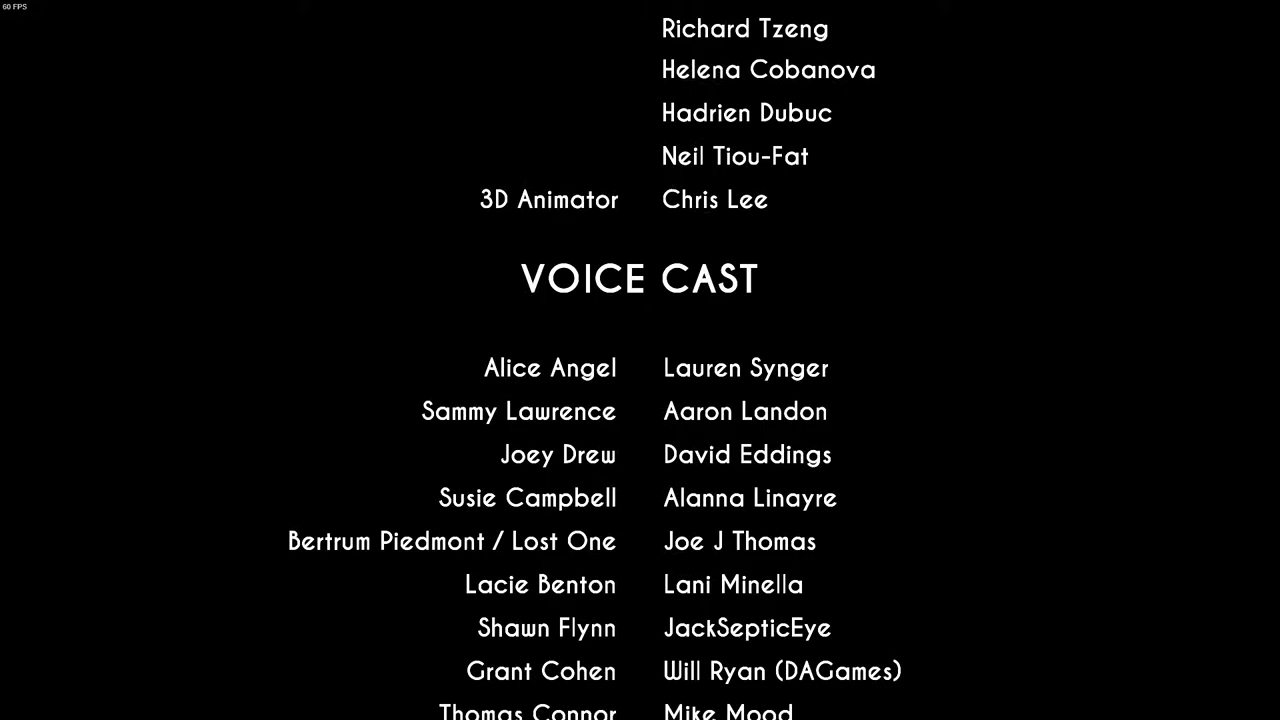 60 FPS
Richard Tzeng
Helena Cobanova
Hadrien Dubuc
Neil Tiou-Fat
3D Animator Chris Lee
VOICE CAST
Alice Angel Lauren Synger
Sammy Lawrence Aaron Landon
Joey Drew David Eddings
Susie Campbell Alanna Linayre
Bertrum Piedmont / Lost One Joe J Thomas
Lacie Benton Lani Minella
Shawn Flynn JackSepticEye
Grant Cohen Will Ryan (DAGames)
Thomas Connor Mike Mood